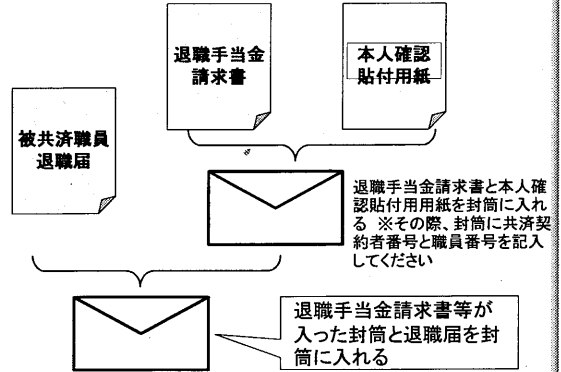 退職手当金
請求書
本人確認
貼付用紙
被共済職員
退職届
退職手当金請求書と本人確
認貼付用用紙を封筒に入れ
る ※その際、封筒に共済契
約者番号と職員番号を記入
してください
退職手当金請求書等が
入った封筒と退職届を封
筒に入れる